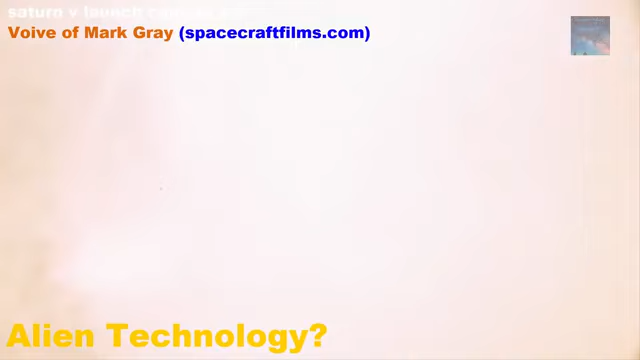 saturn v launch
Voive of Mark Gray (spacecraftfilms.com)
Alien Technology?